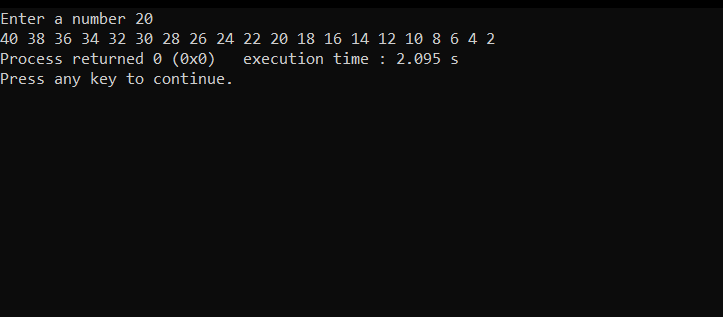 Enter a number 20
40 38 36 34 32 30 28 26 24 22 20 18 16 14 12 10 8 6 4 2
Process returned 0 (0x0)   execution time : 2.095 s
Press any key to continue.